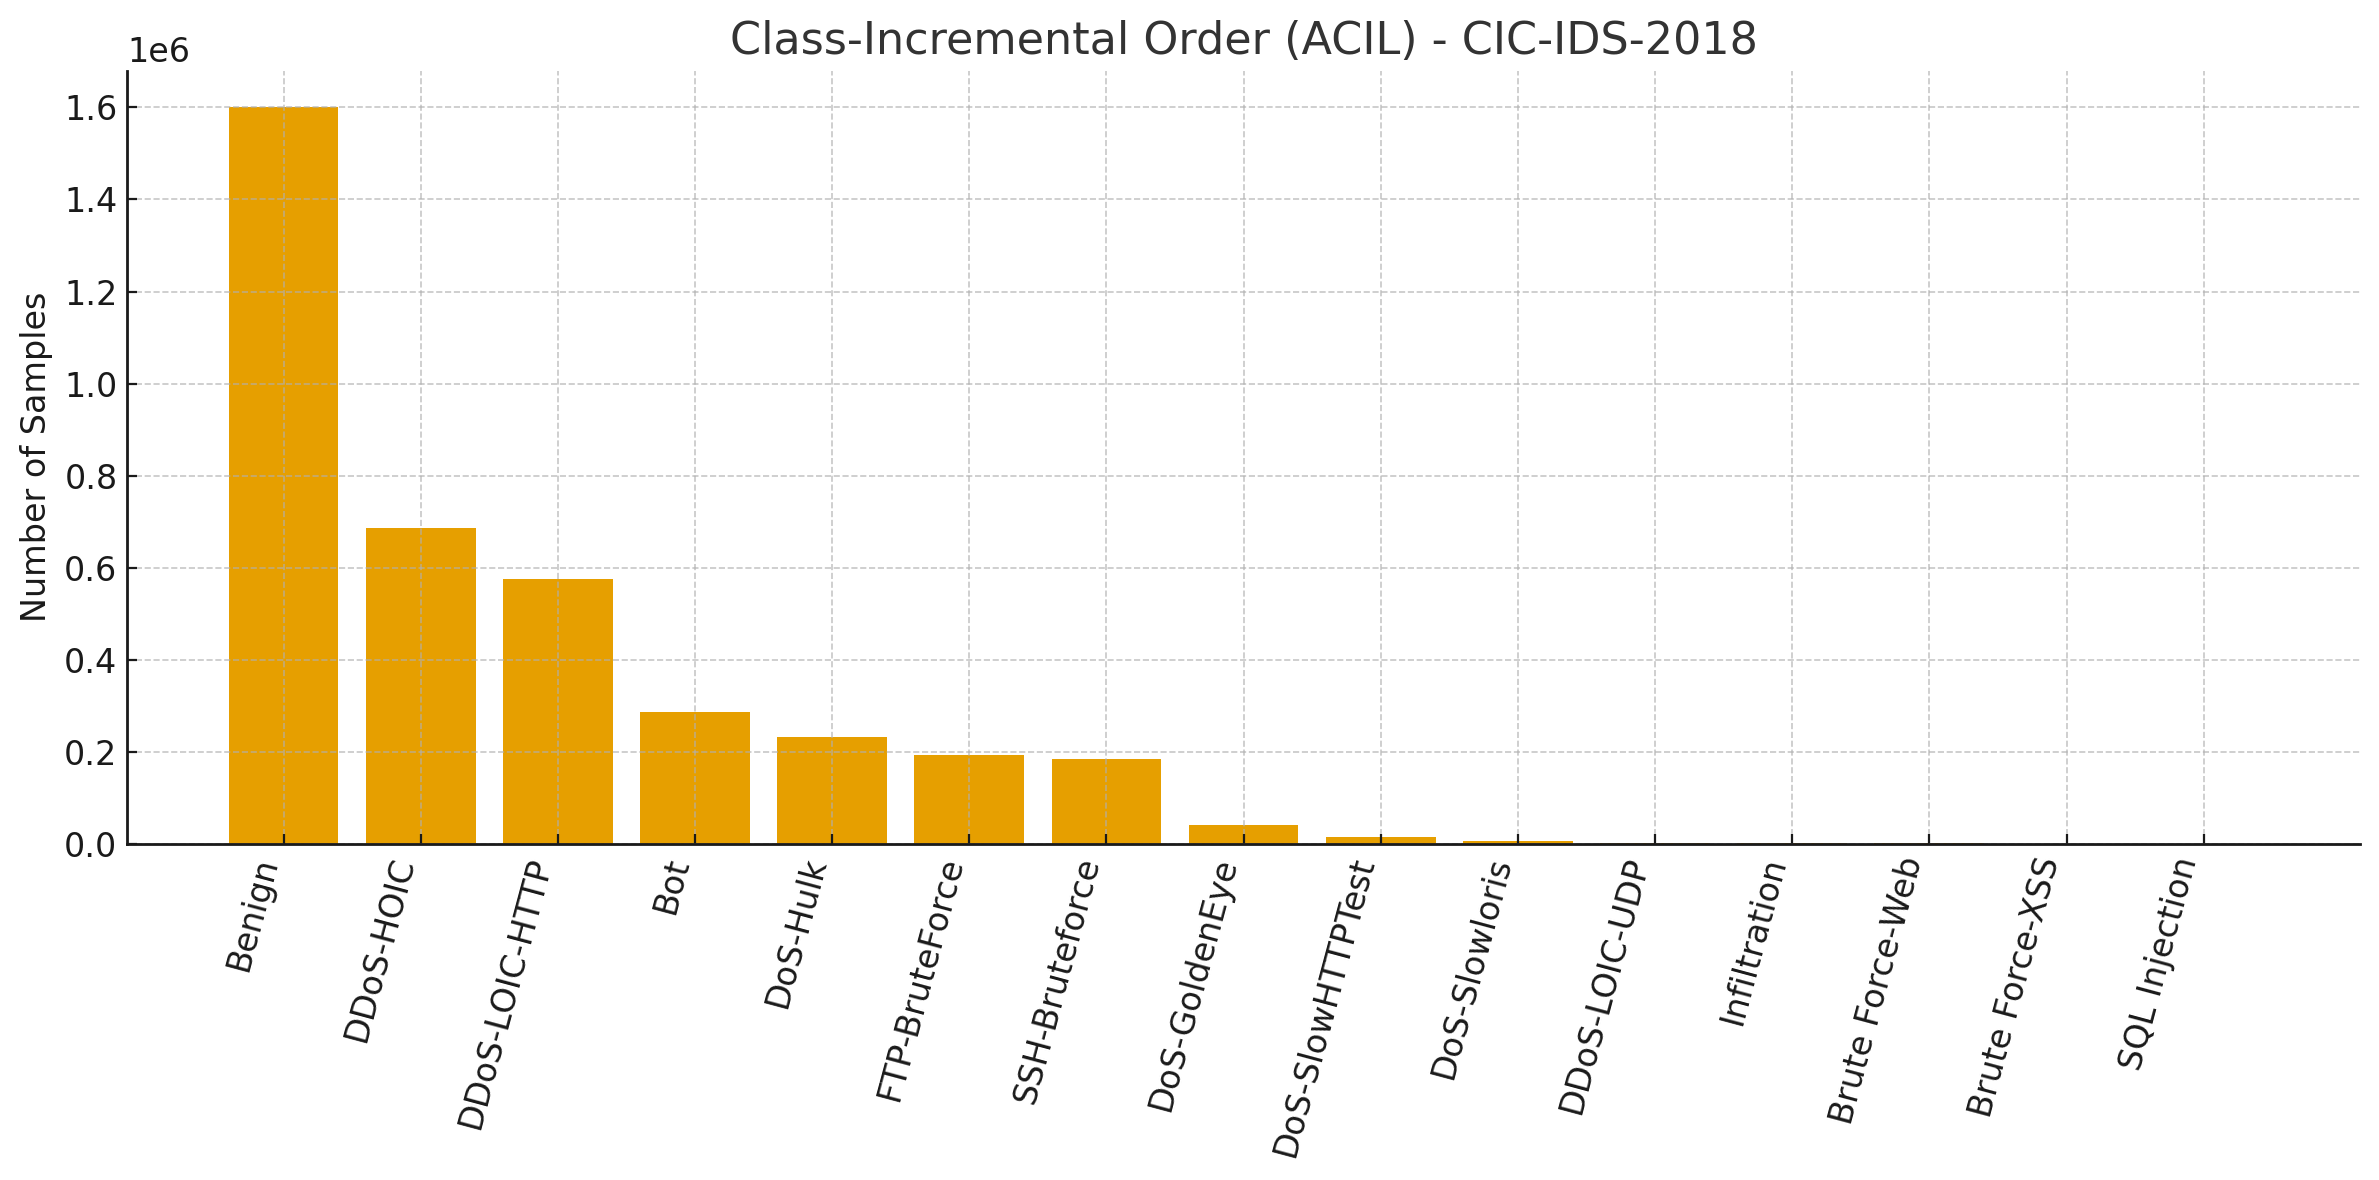 Class-Incremental Order (ACIL) - CIC-IDS-2018
1e6
1.6
1.4
1.2
1.0
0.8
0.6
0.4
0.2
0.0
Number of Samples
Benign
DDoS-HOIC
DDoS-LOIC-HTTP
Bot
DoS-Hulk
FTP-BruteForce
SSH-Bruteforce
DoS-GoldenEye
DoS-SlowHTTPTest
DoS-Slowloris
DDoS-LOIC-UDP
Infiltration
Brute Force-Web
Brute Force-XSS
SQL Injection